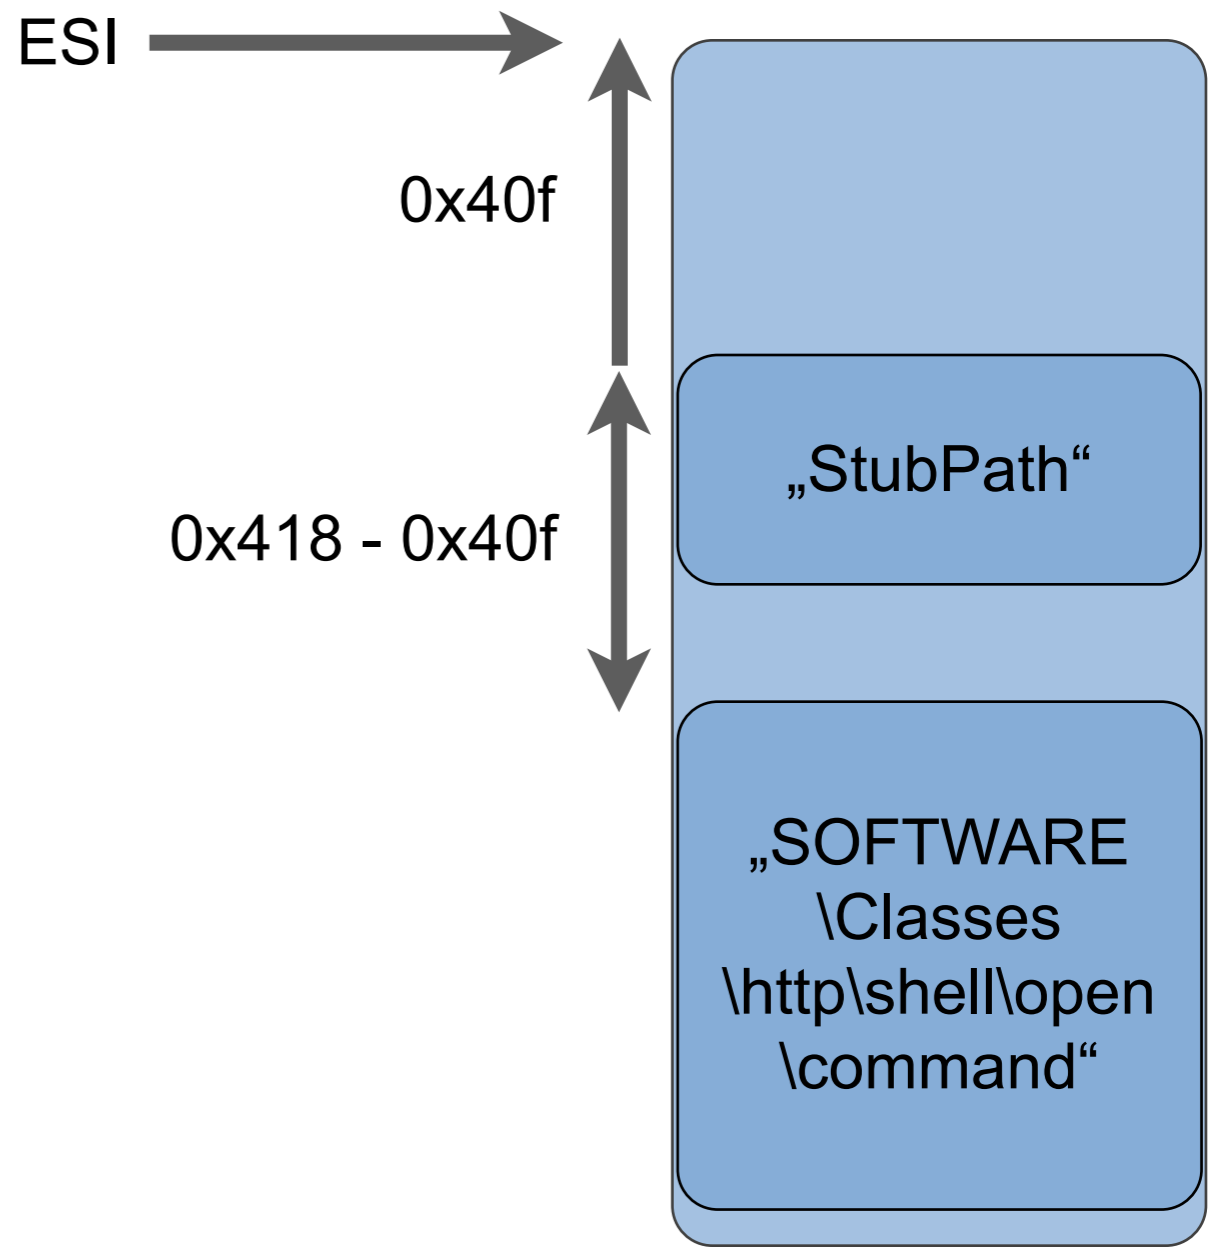 ESI
0x40f
„StubPath“
0x418 - 0x40f
„SOFTWARE
\Classes
\http\shell\open
\command“